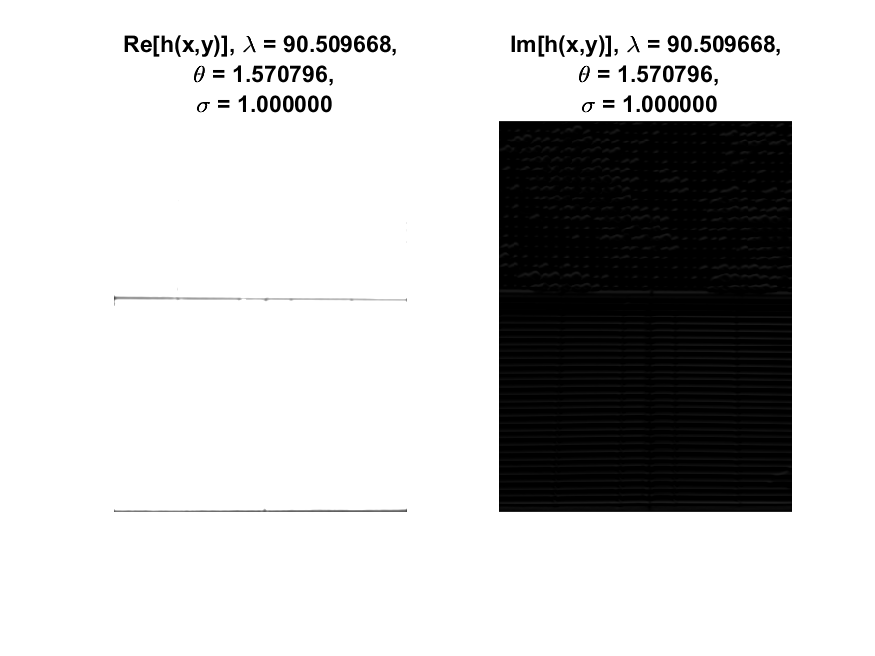 Re[h(x,y)], λ = 90.509668,
θ = 1.570796,
σ = 1.000000
Im[h(x,y)], λ = 90.509668,
θ = 1.570796,
σ = 1.000000